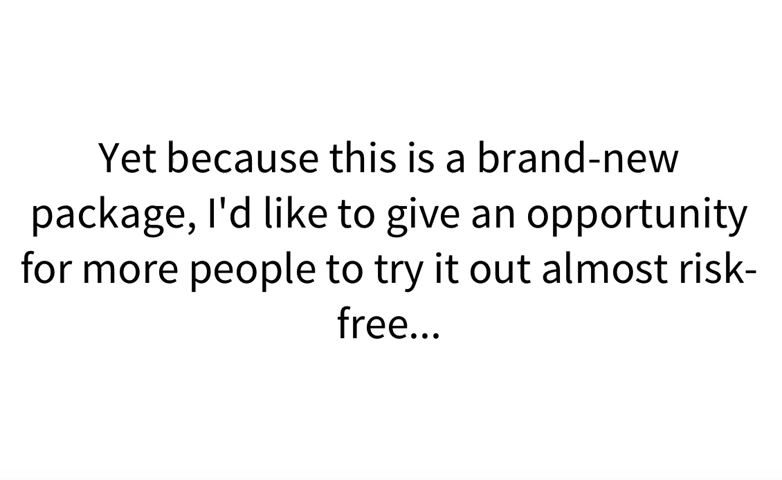 Yet because this is a brand-new
package, I'd like to give an opportunity
for more people to try it out almost risk-
free...